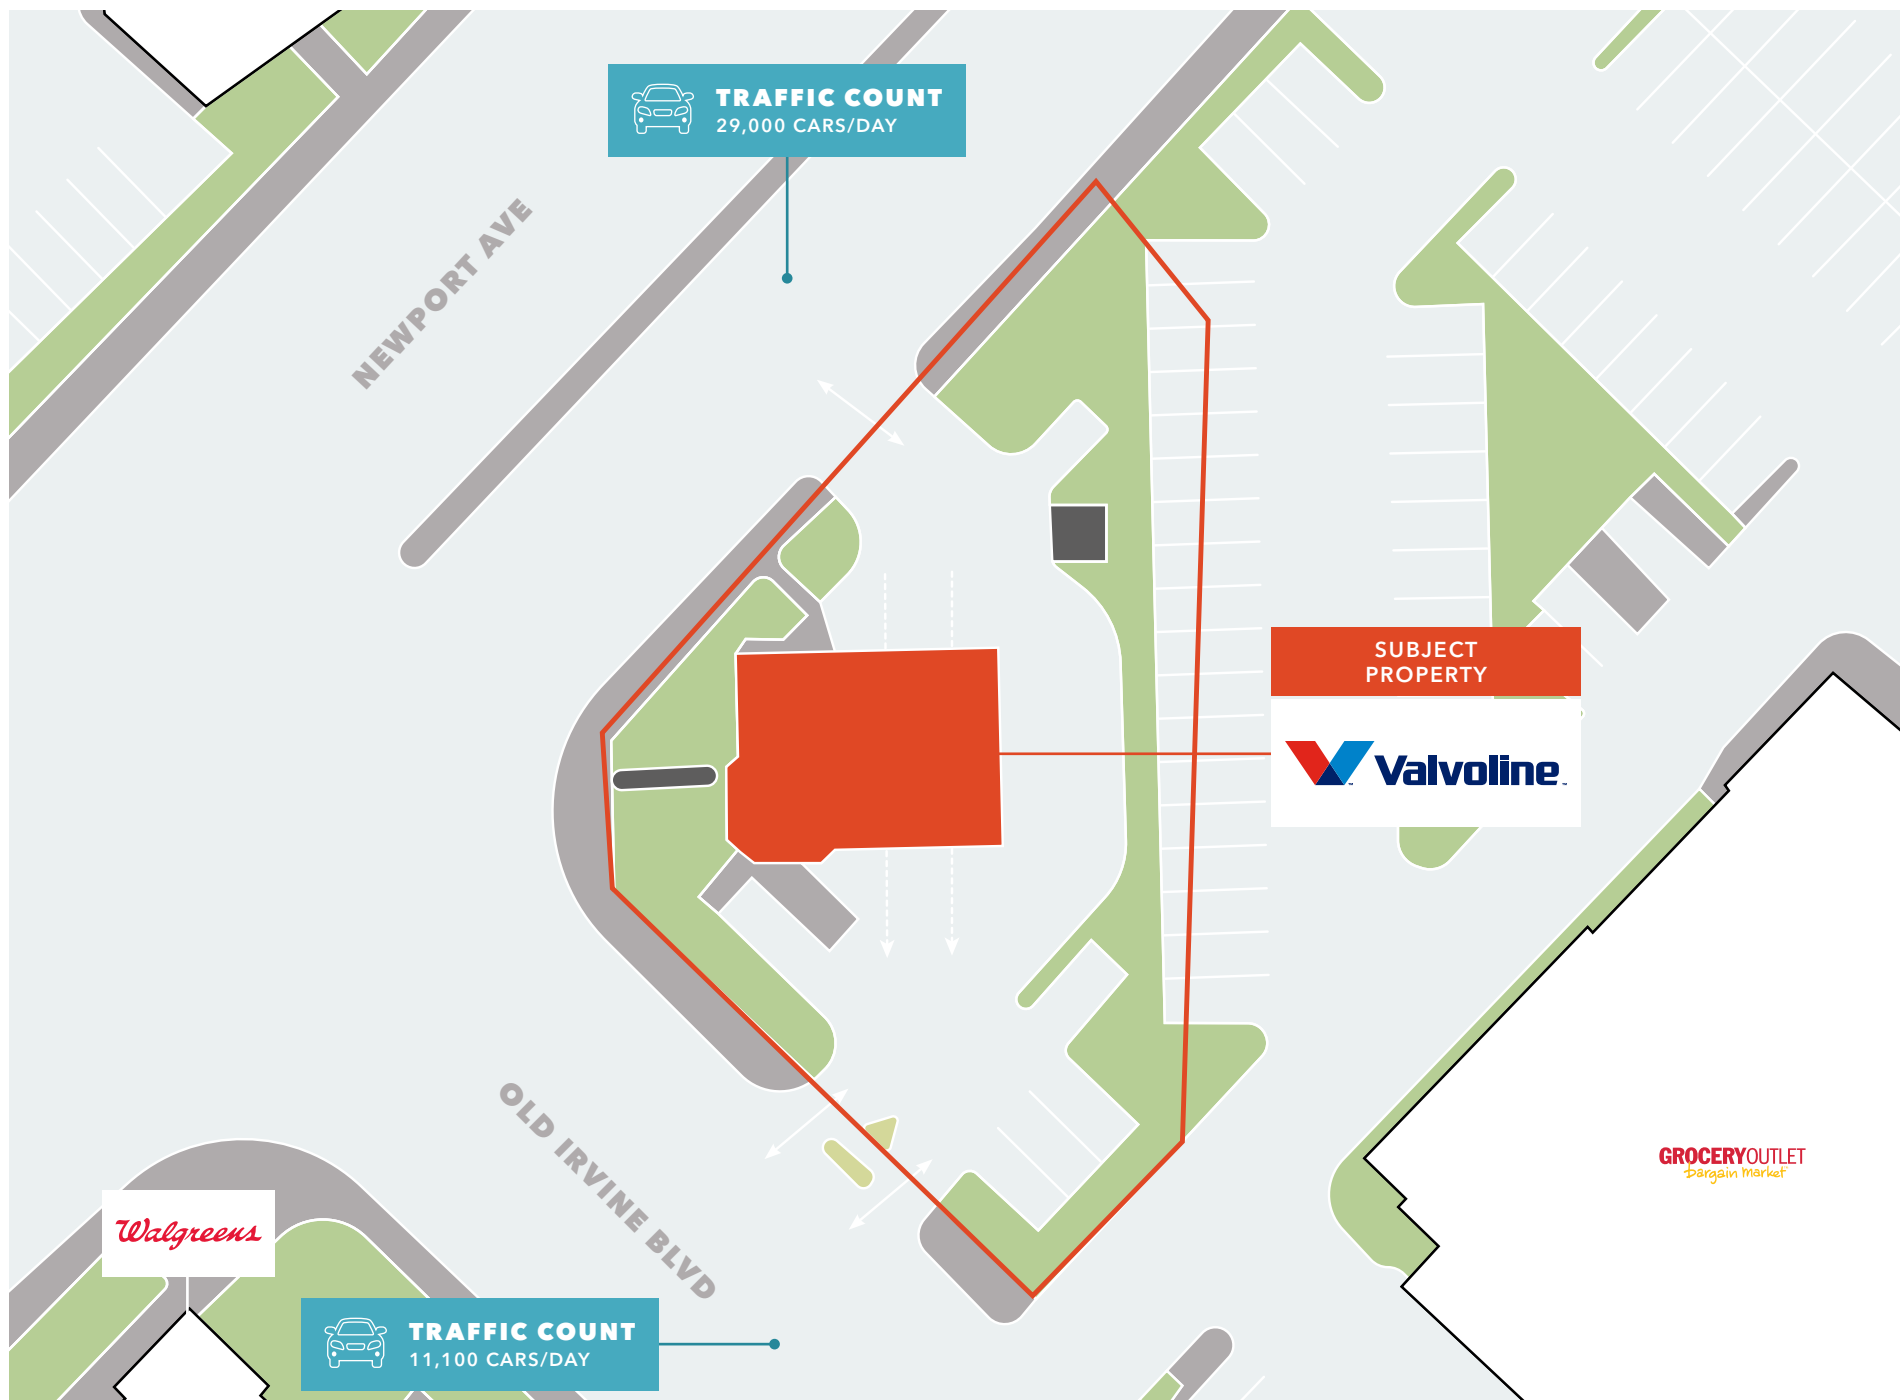 TRAFFIC COUNT
29,000 CARS/DAY
NEWPORT AVE
SUBJECT
PROPERTY
Valvoline
GROCERYOUTLET
bargain market
OLD IRVINE BLVD
Walgreens
TRAFFIC COUNT
11,100 CARS/DAY